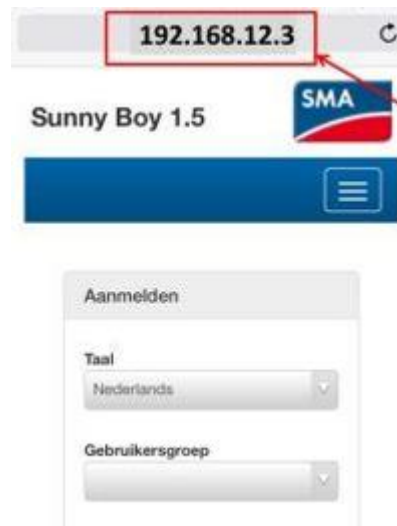 192.168.12.3
Sunny Boy 1.5
SMA
Aanmelden
Taal
Nederlands
Gebruikersgroep